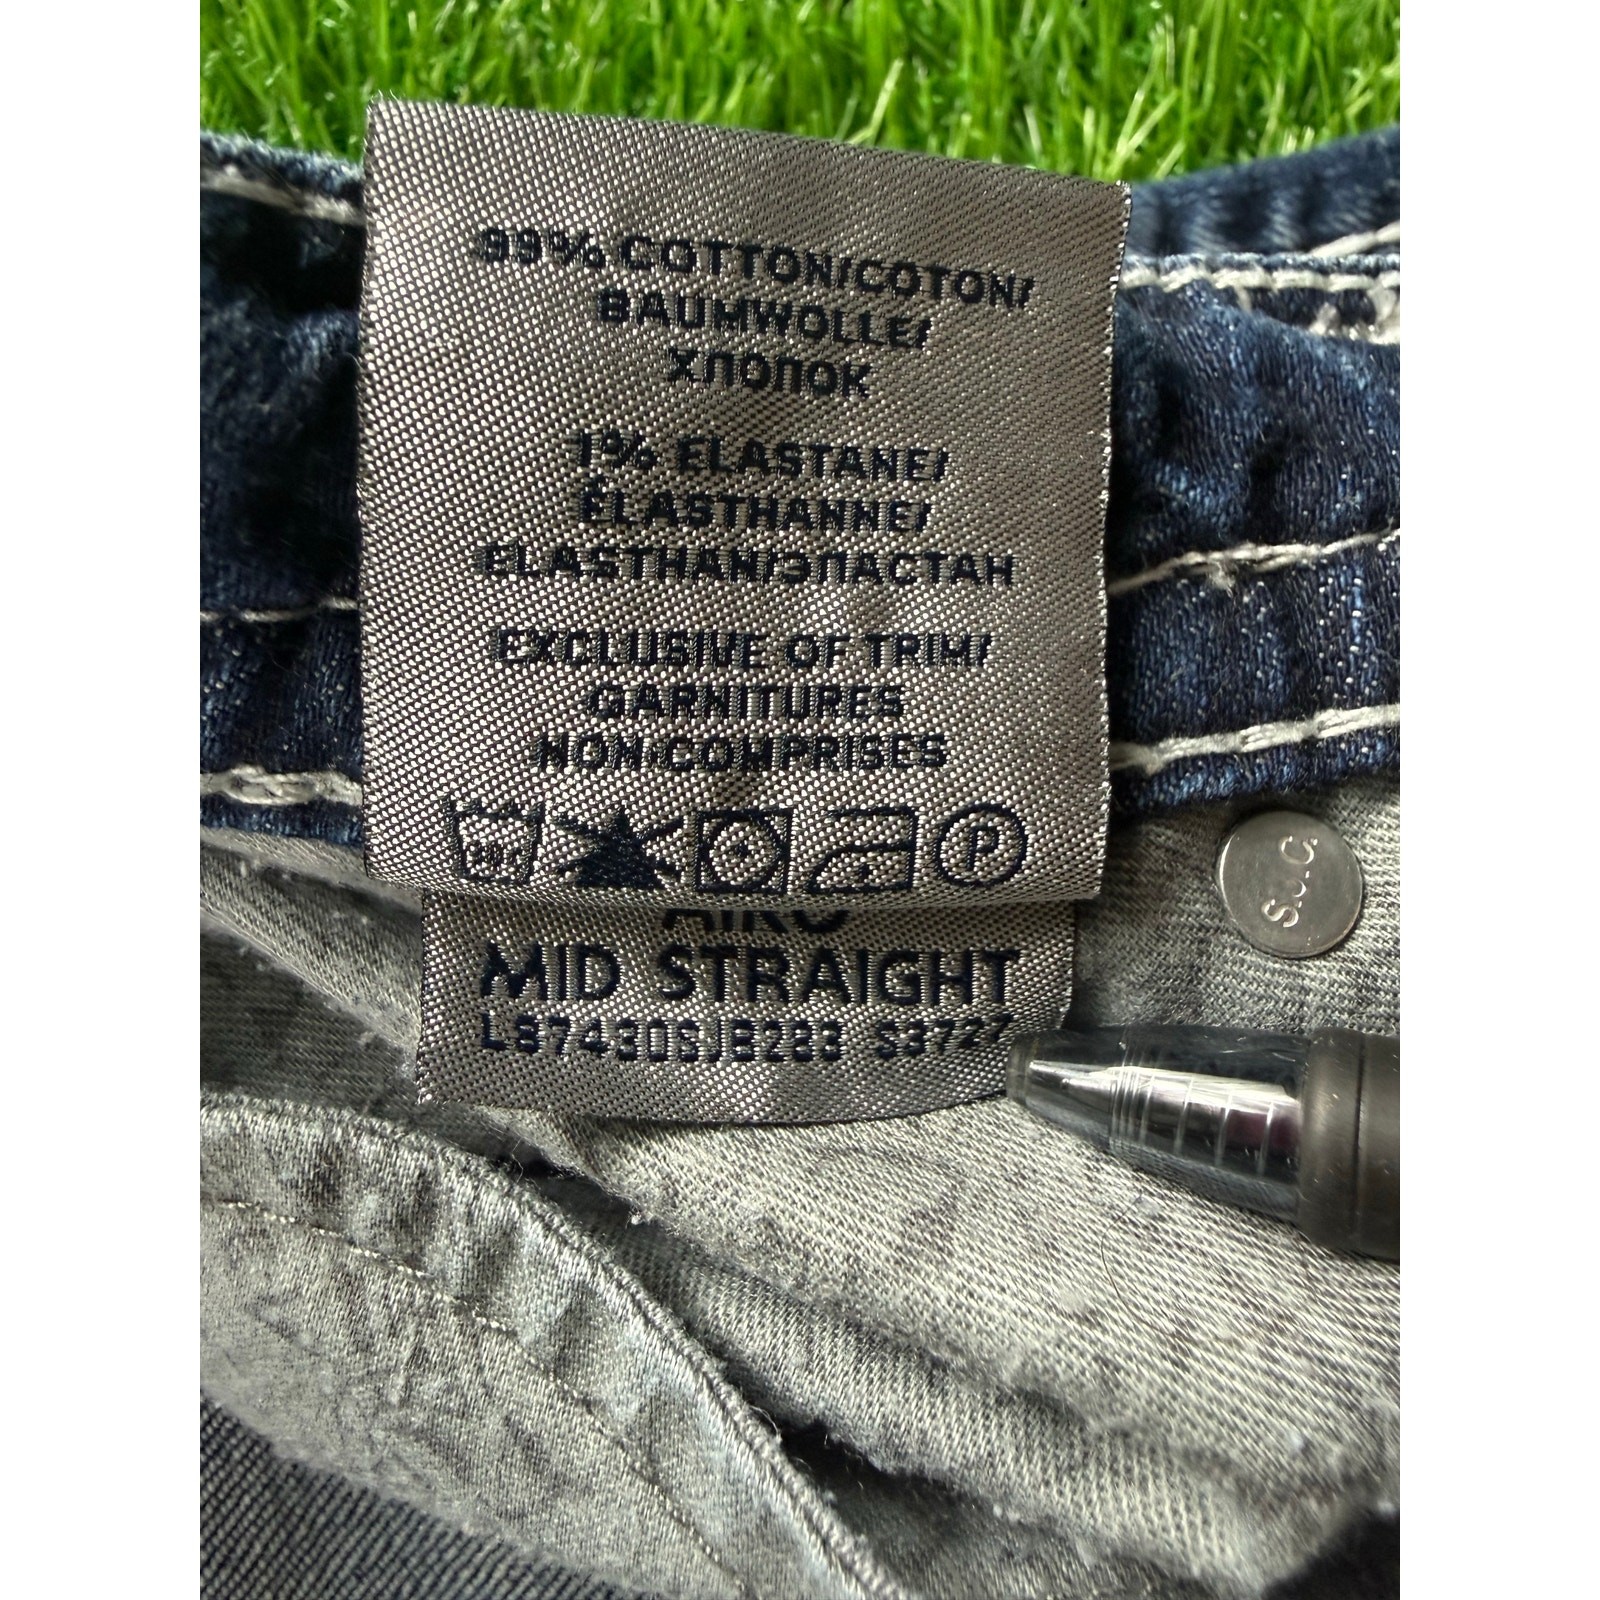 99% COTTON/COTON/
BAUMWOLLE/
ХЛОПОК
1% ELASTANE/
ÉLASTHANNE/
ELASTHAN/ЭЛАСТАН
EXCLUSIVE OF TRIM/
GARNITURES
NON COMPRISES
30c
P
MID STRAIGHT
L87430SJB283 S3727
S.J.C.